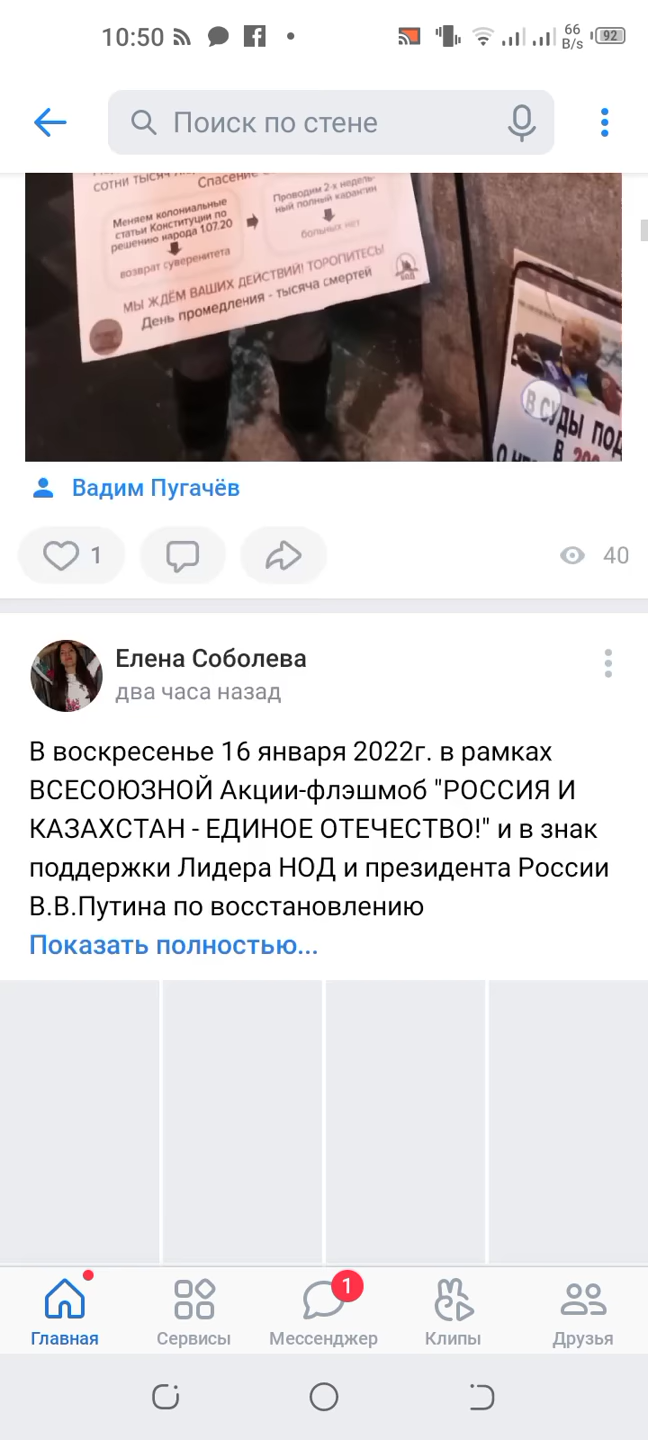 10:50
66
B/s
92
Поиск по стене
СОТНИ ТЫСЯЧ
Спасение
Меняем колониальные
статьи Конституции по
решению народа 1.07.20
возврат суверенитета
Проводим 2-х недель-
ный полный карантин
больных нет
МЫ ЖДЁМ ВАШИХ ДЕЙСТВИЙ! ТОРОПИТЕСЬ!
День промедления - тысяча смертей
В СУДЫ ПОД
В 200
Вадим Пугачёв
1
40
Елена Соболева
два часа назад
В воскресенье 16 января 2022г. в рамках
ВСЕСОЮЗНОЙ Акции-флэшмоб "РОССИЯ И
КАЗАХСТАН - ЕДИНОЕ ОТЕЧЕСТВО!" и в знак
поддержки Лидера НОД и президента России
В.В.Путина по восстановлению
Показать полностью...
1
Главная
Сервисы
Мессенджер
Клипы
Друзья